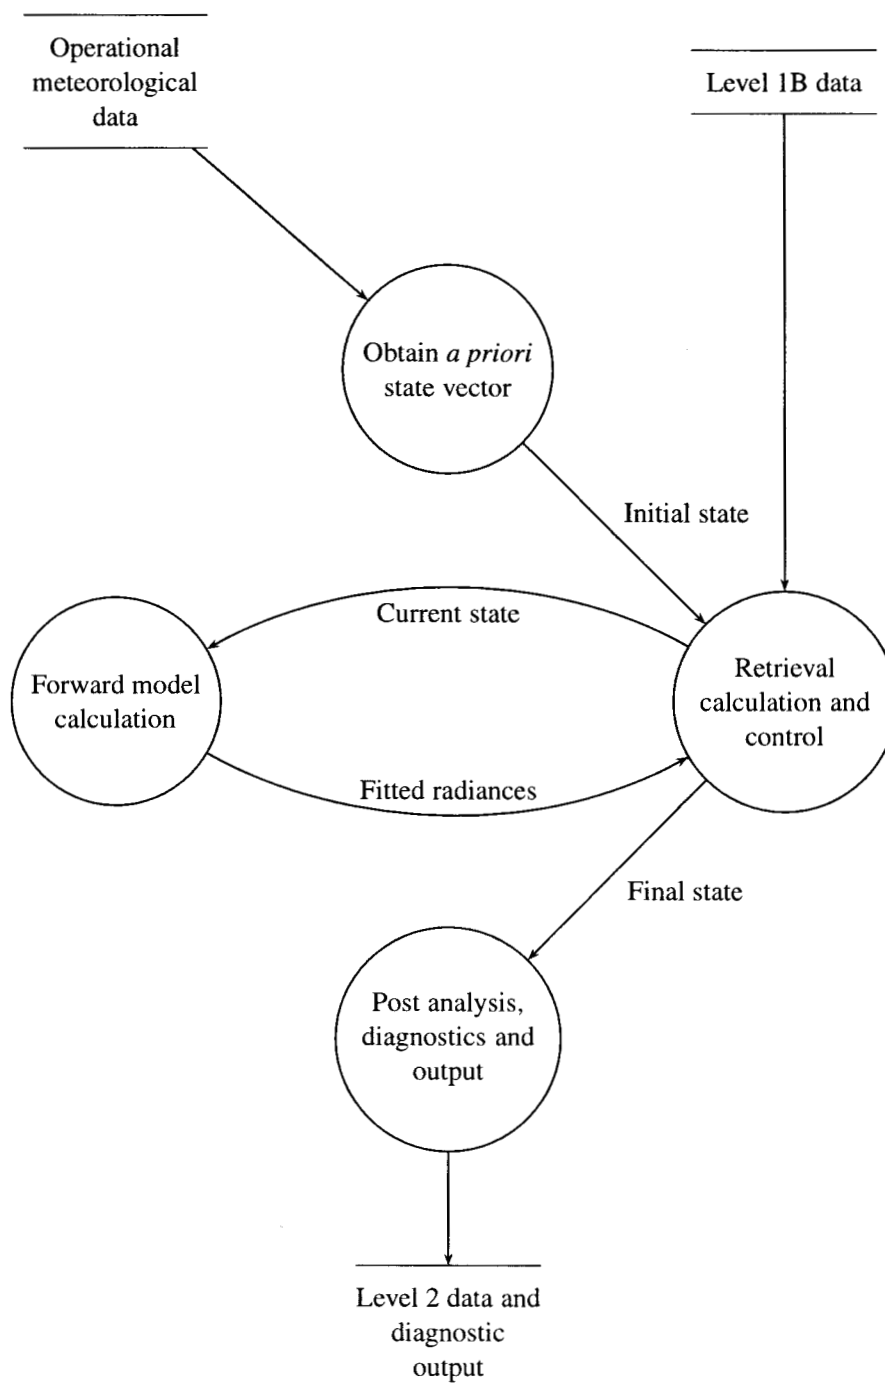 Operational
meteorological
data
Level 1B data
Obtain a priori
state vector
Initial state
Current state
Forward model
calculation
Retrieval
calculation and
control
Fitted radiances
Final state
Post analysis,
diagnostics and
output
Level 2 data and
diagnostic
output